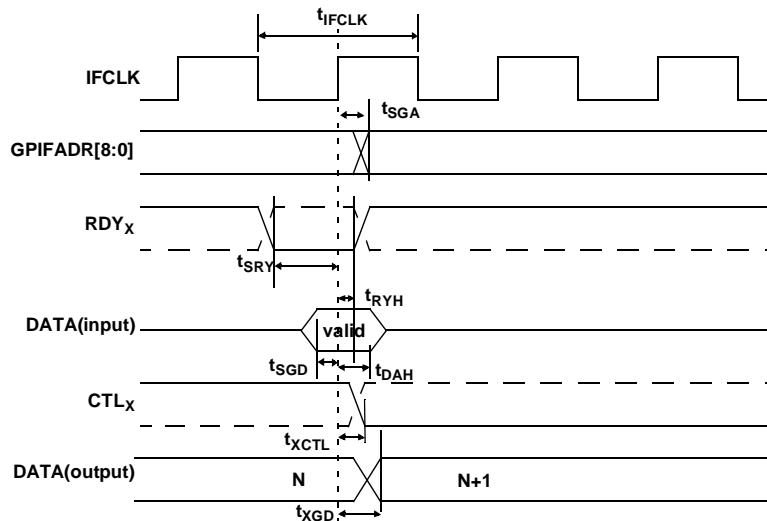 tIFCLK
IFCLK
tSGA
GPIFADR[8:0]
RDYX
tSRY
tRYH
DATA(input)
valid
tSGD
tDAH
CTLX
tXCTL
DATA(output)
N
N+1
tXGD